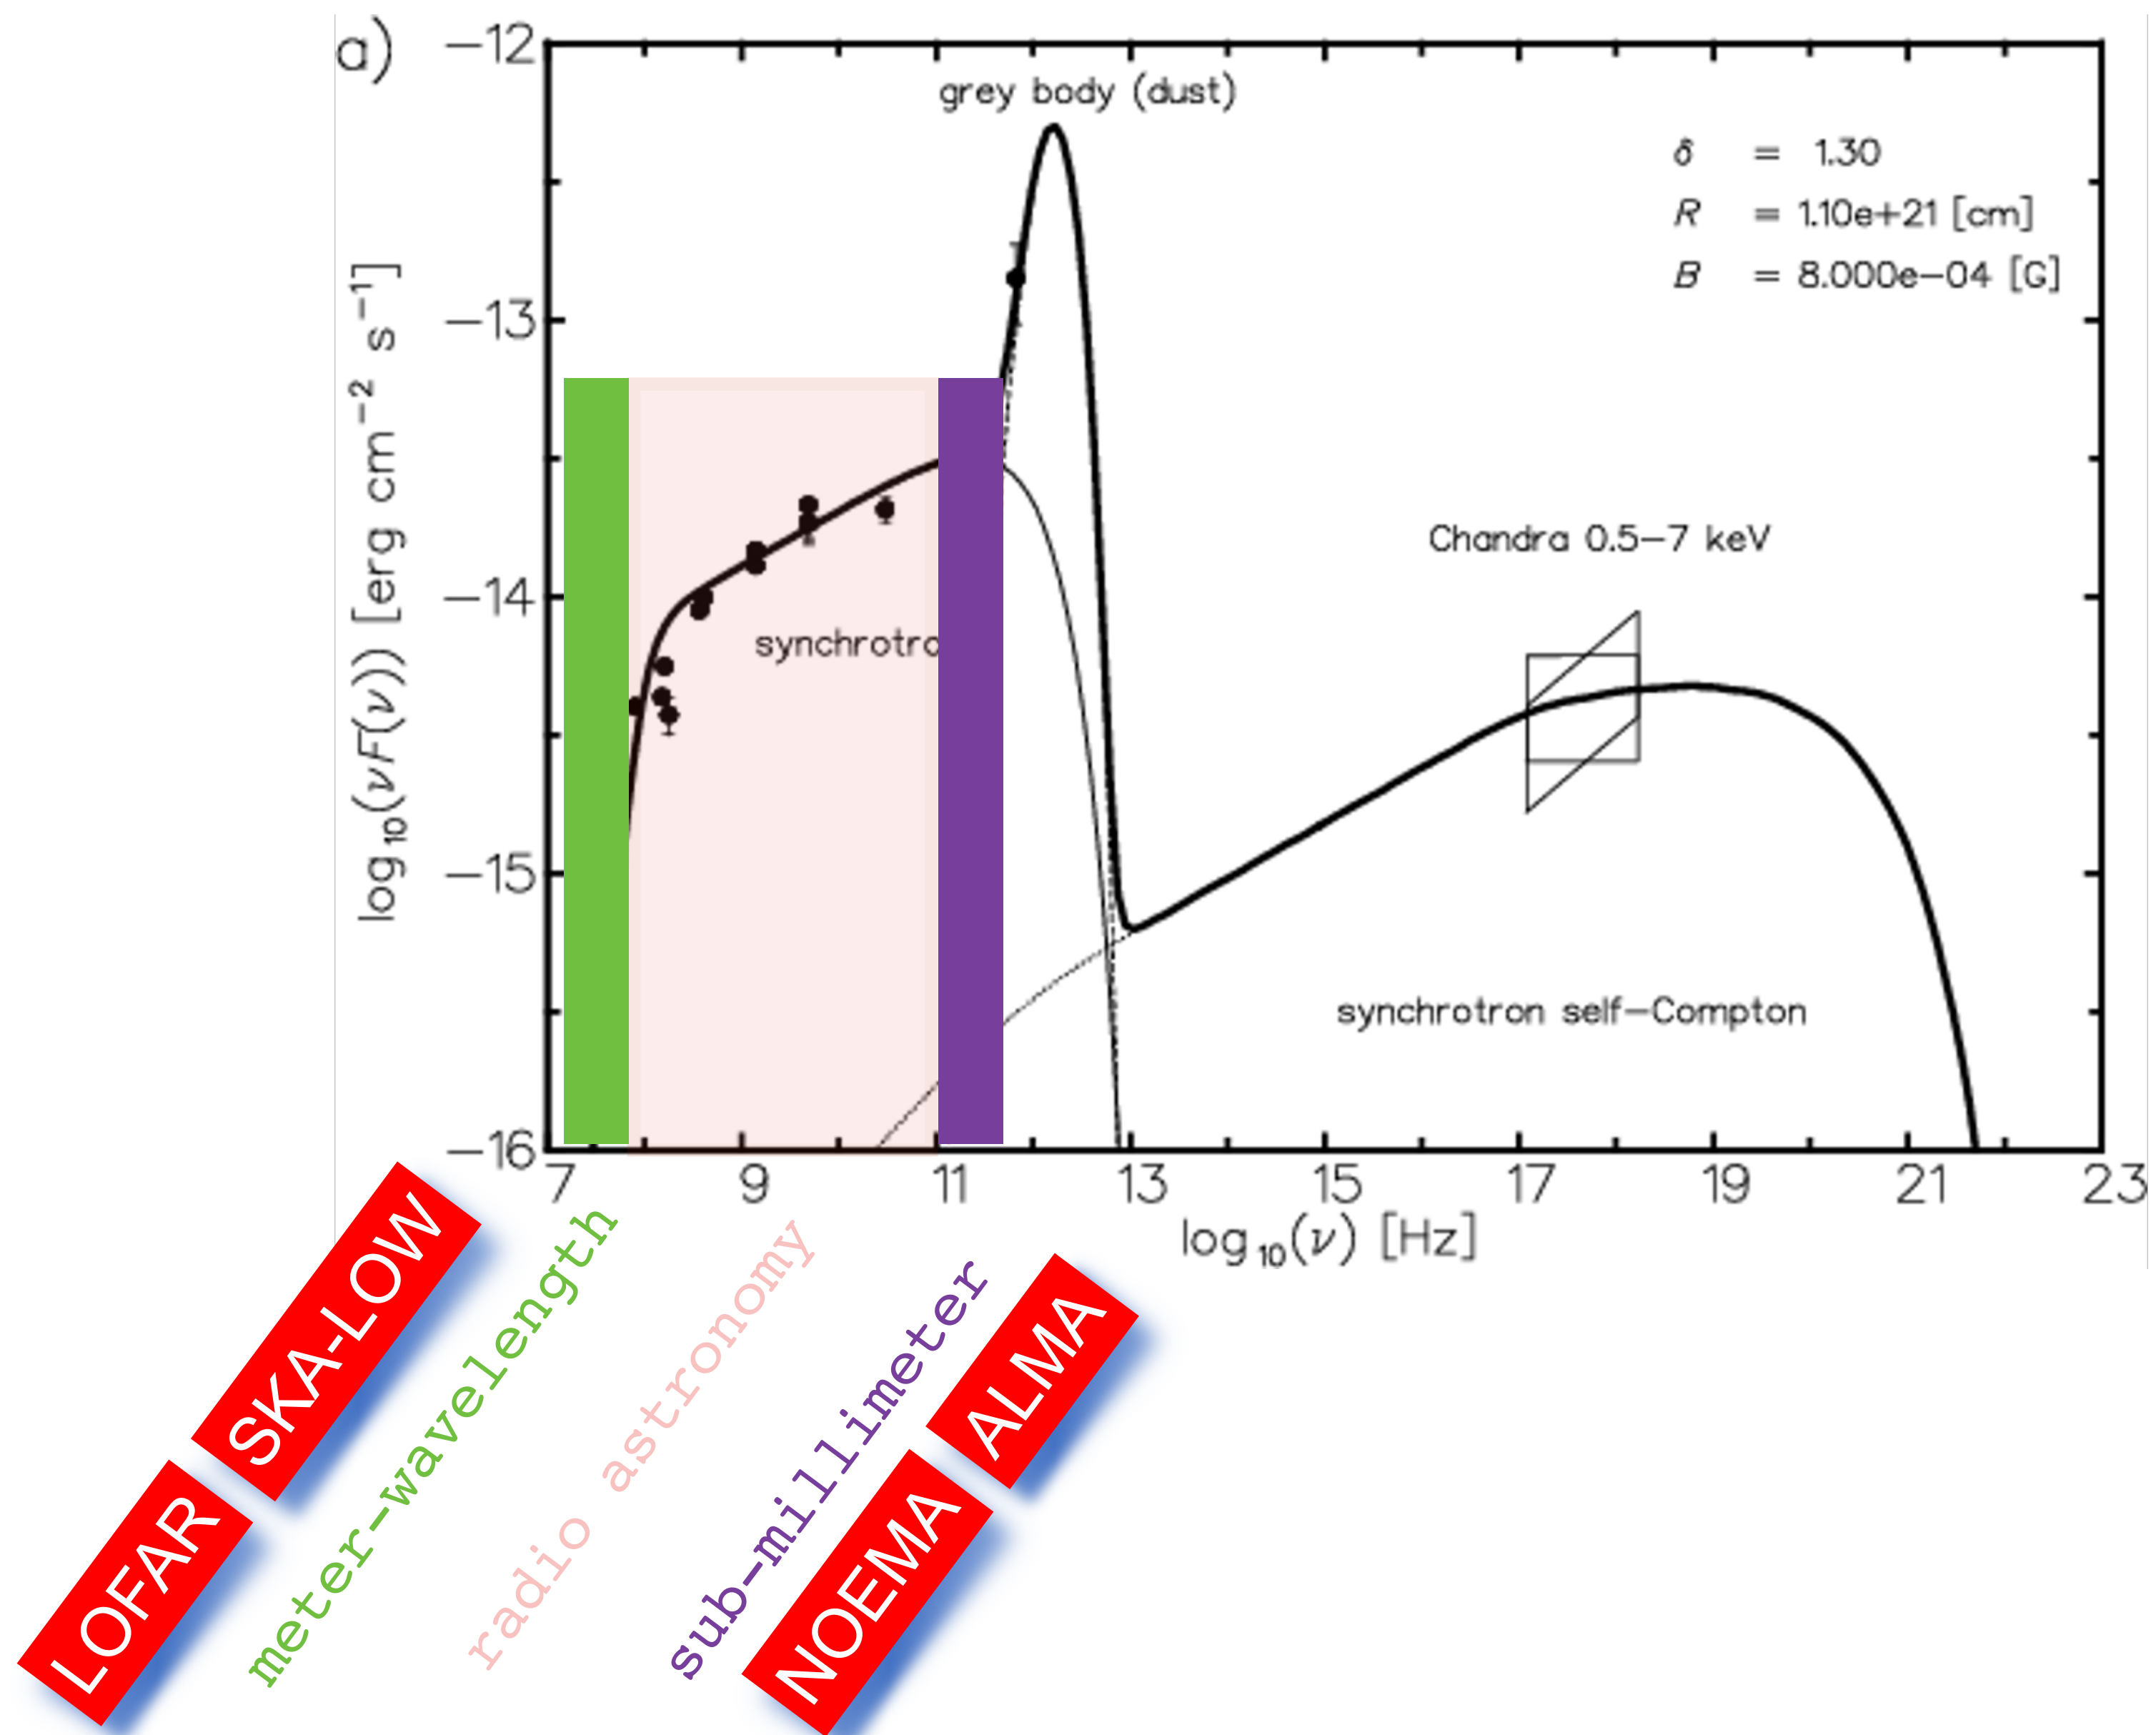 a)
−12
grey body (dust)
δ = 1.30
R = 1.10e+21 [cm]
B = 8.000e−04 [G]
−13
log₁₀(νF(ν)) [erg cm⁻² s⁻¹]
Chandra 0.5−7 keV
−14
synchrotro
−15
synchrotron self−Compton
−16
7 9 11 13 15 17 19 21 23
log₁₀(ν) [Hz]
LOFAR
SKA-LOW
meter-wavelength
radio astronomy
sub-millimeter
NOEMA
ALMA